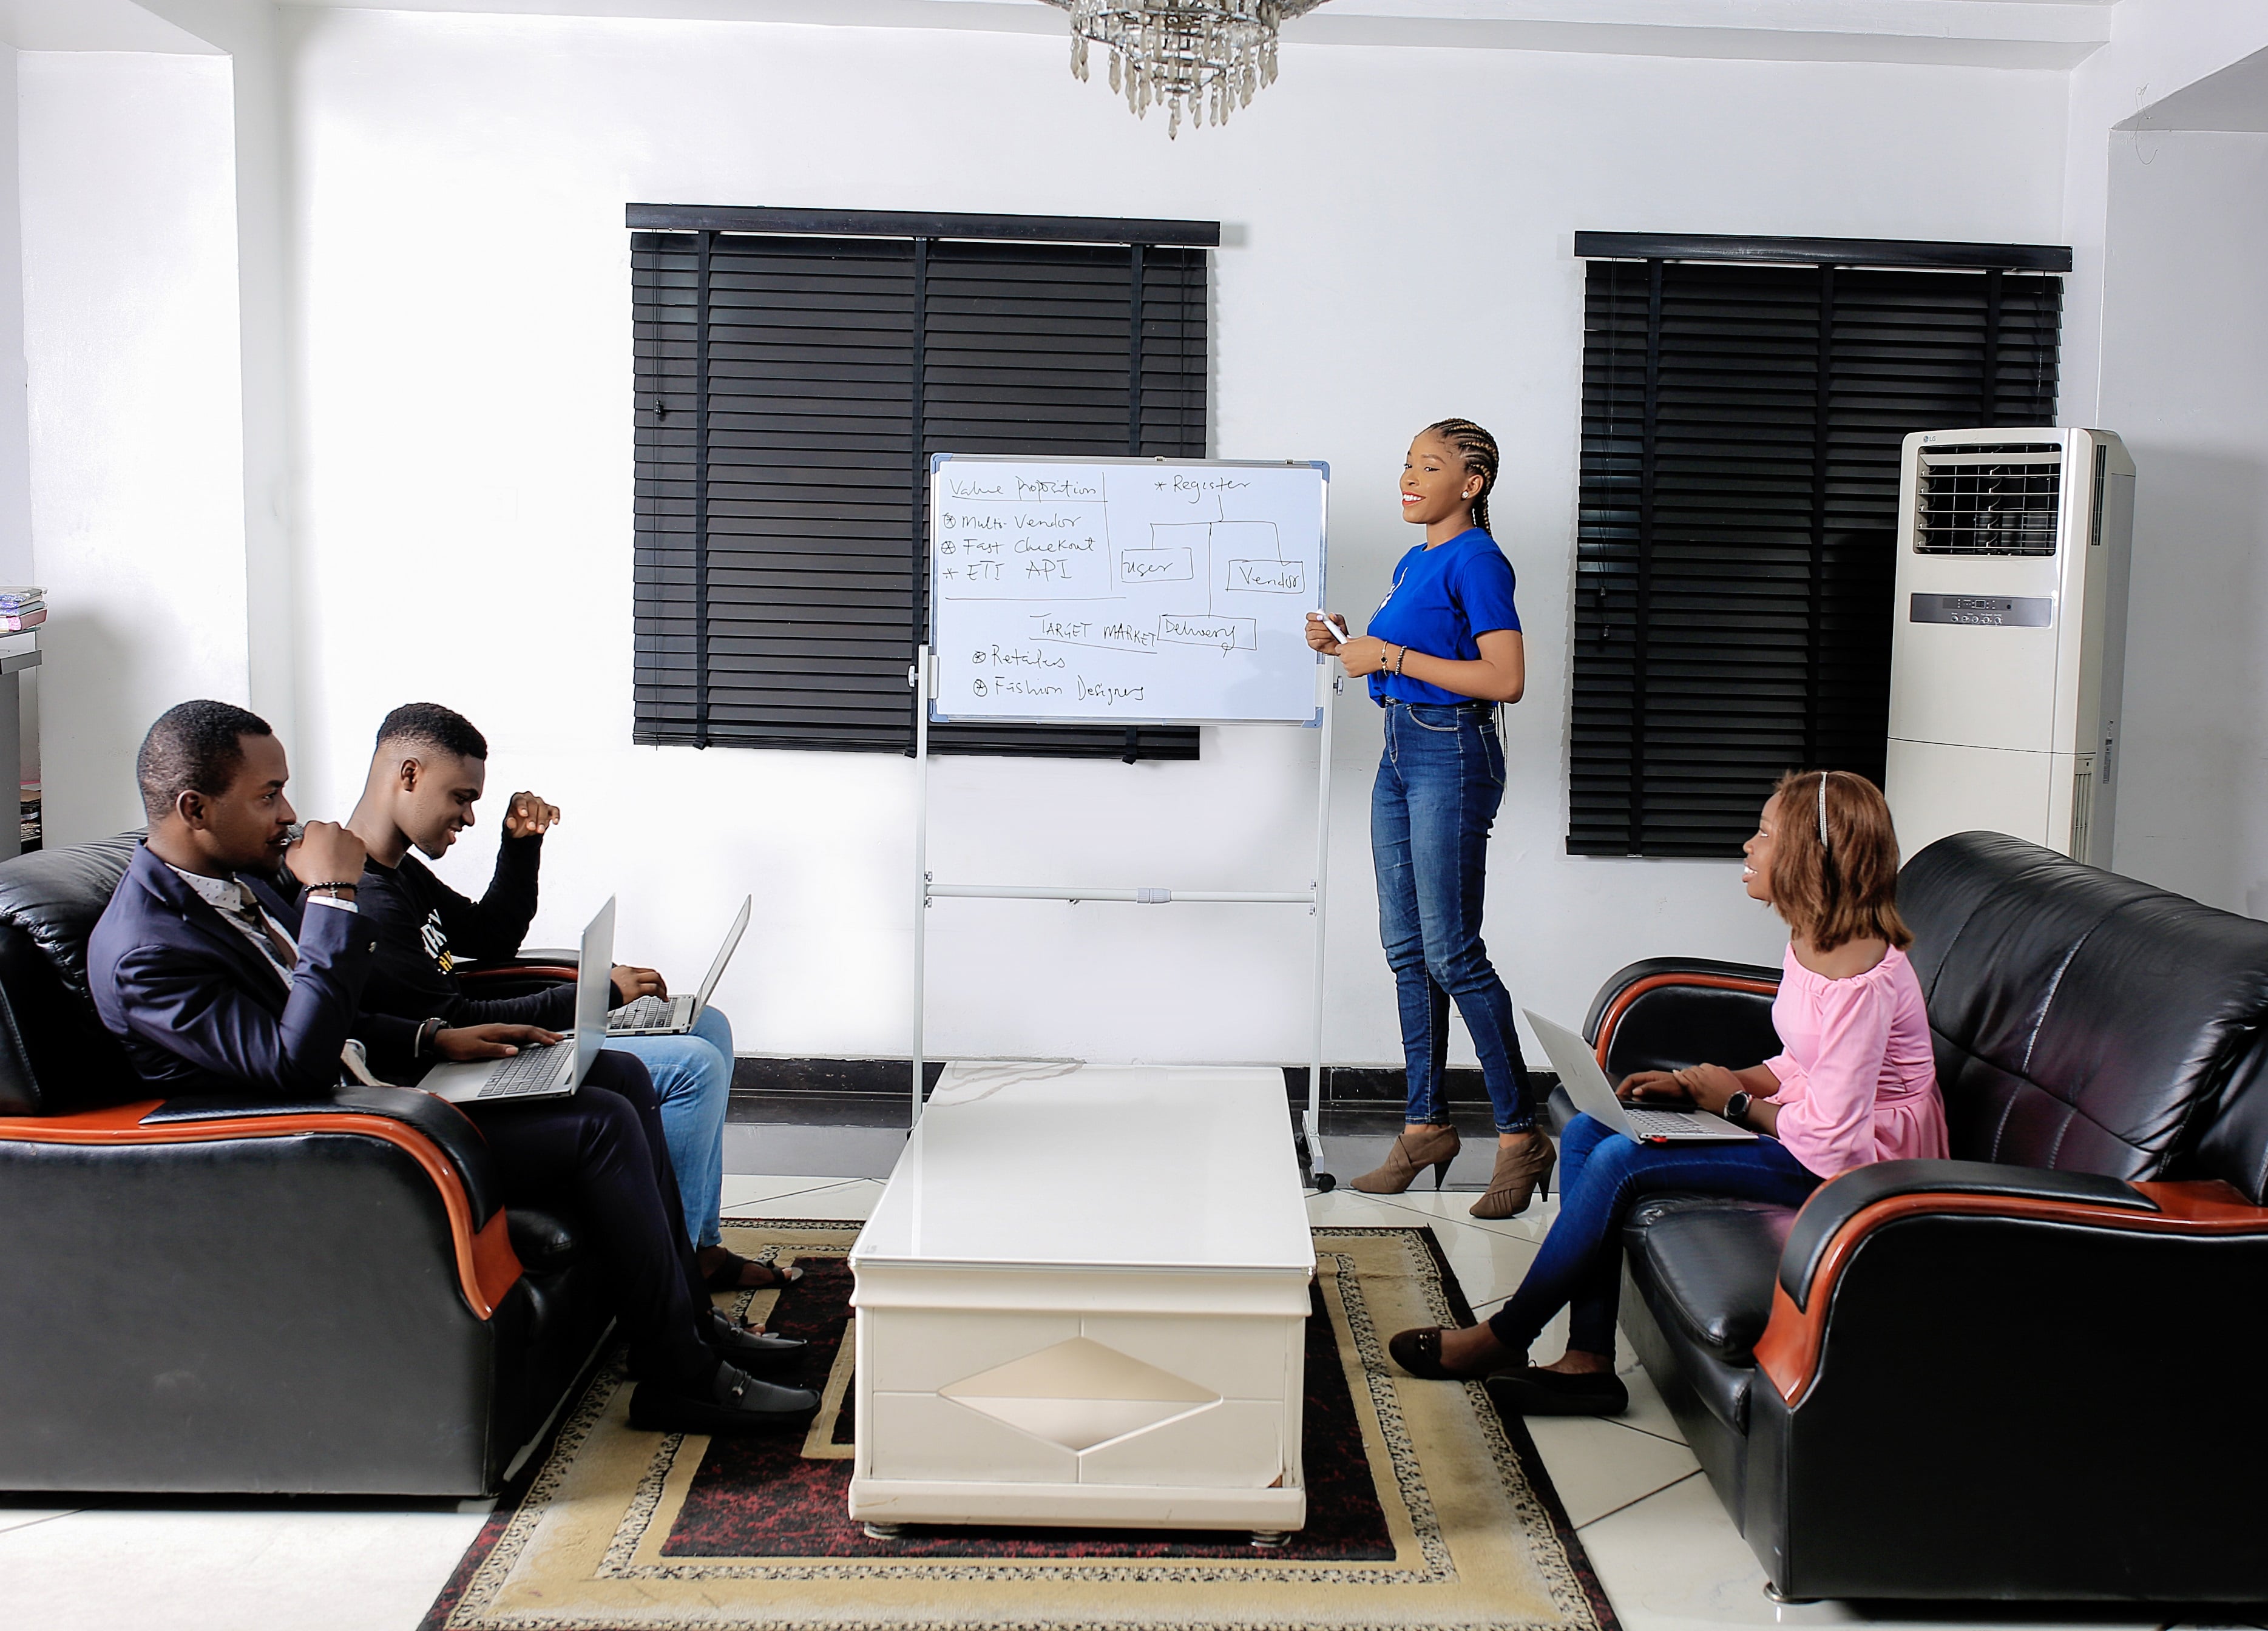 Value Proposition
Multi-Vendor
Fast Checkout
* ETI API
* Register
User
Vendor
Delivery
TARGET MARKET
Retailers
Fashion Designers
LG